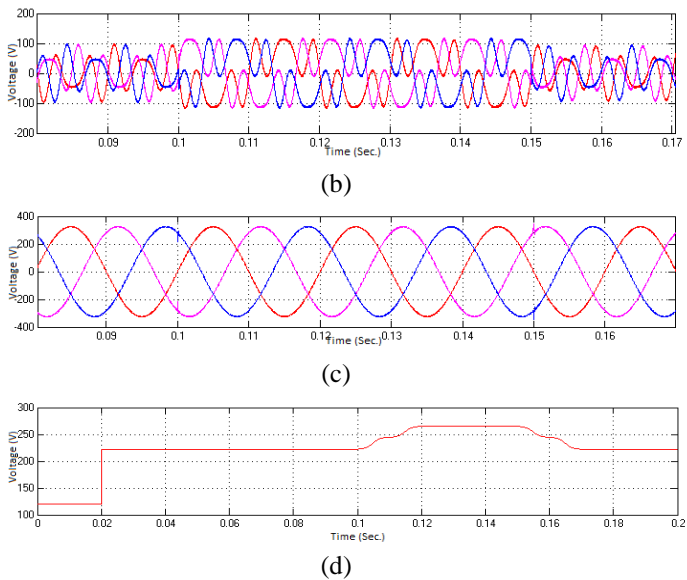 200
100
0
-100
-200
Voltage (V)
0.09 0.1 0.11 0.12 0.13 0.14 0.15 0.16 0.17
Time (Sec.)
(b)
400
200
0
-200
-400
Voltage (V)
0.09 0.1 0.11 0.12 0.13 0.14 0.15 0.16
Time (Sec.)
(c)
300
250
200
150
100
Voltage (V)
0 0.02 0.04 0.06 0.08 0.1 0.12 0.14 0.16 0.18 0.2
Time (Sec.)
(d)